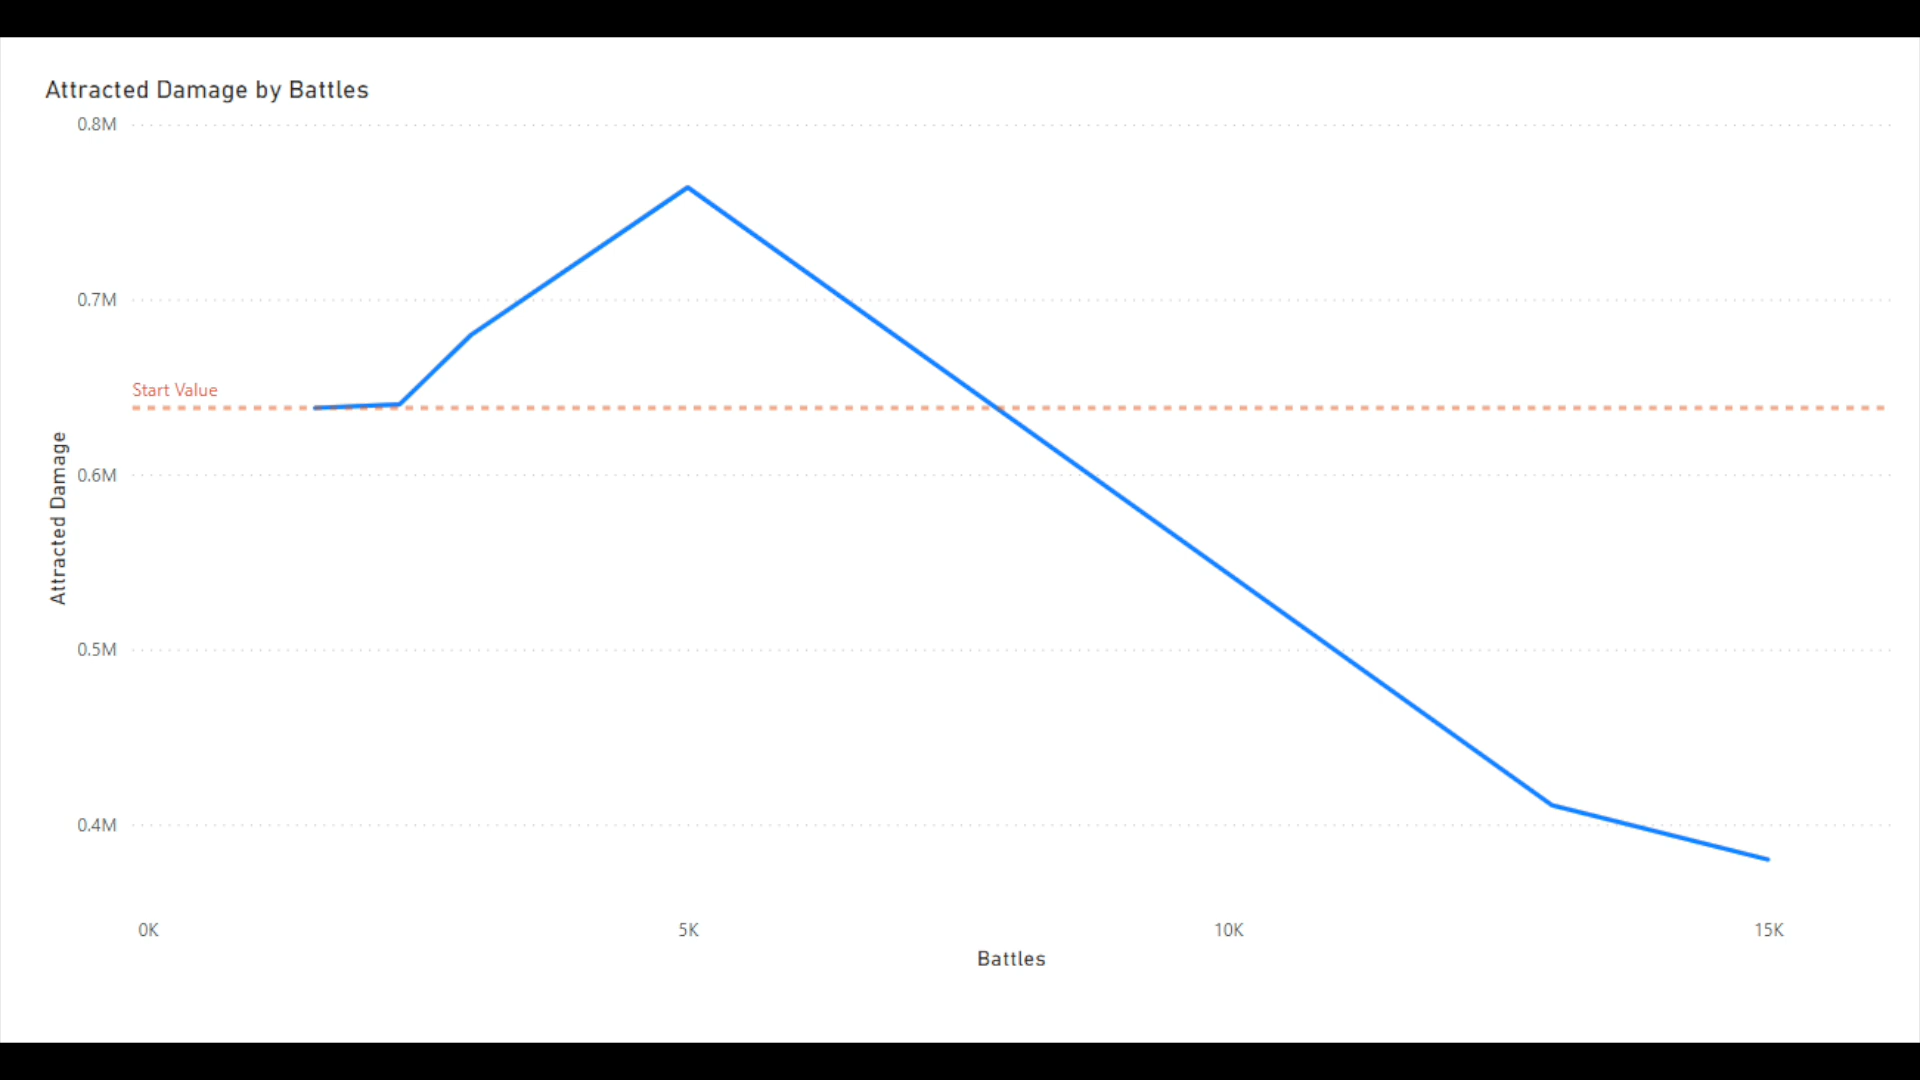 Attracted Damage by Battles
0.8M
0.7M
Start Value
0.6M
Attracted Damage
0.5M
0.4M
0K 5K 10K 15K
Battles